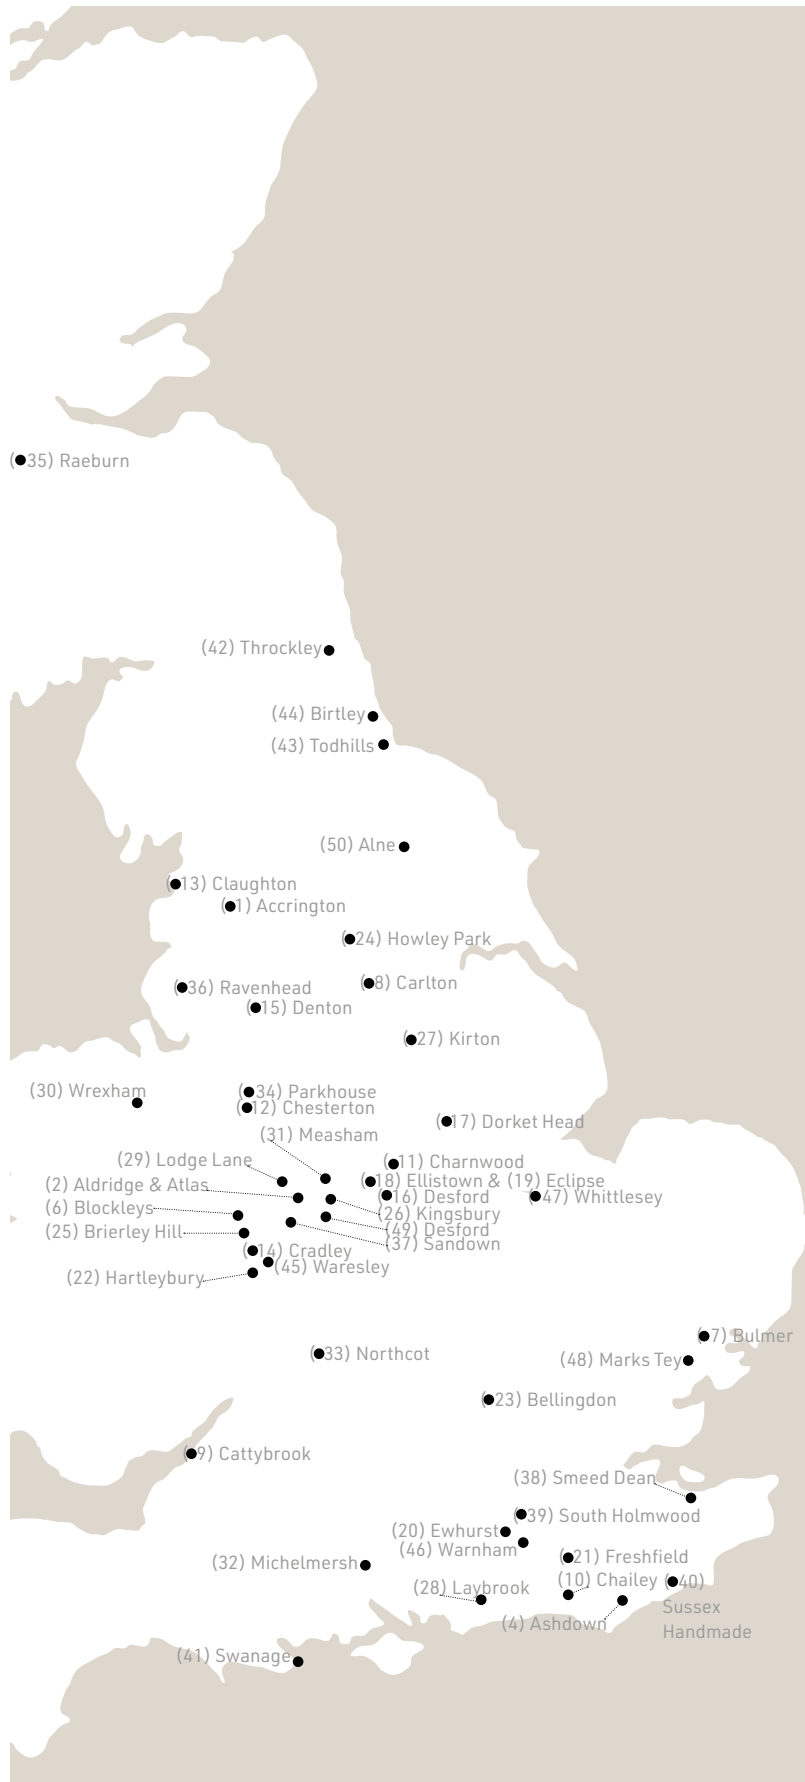 (35) Raeburn
(42) Throckley
(44) Birtley
(43) Todhills
(50) Alne
(13) Claughton
(1) Accrington
(24) Howley Park
(8) Carlton
(36) Ravenhead
(15) Denton
(27) Kirton
(30) Wrexham
(34) Parkhouse
(12) Chesterton
(17) Dorket Head
(31) Measham
(29) Lodge Lane
(11) Charnwood
(18) Ellistown & (19) Eclipse
(2) Aldridge & Atlas
(16) Desford
(47) Whittlesey
(6) Blockleys
(26) Kingsbury
(49) Desford
(25) Brierley Hill
(37) Sandown
(14) Cradley
(45) Waresley
(22) Hartleybury
(7) Bulmer
(33) Northcot
(48) Marks Tey
(23) Bellingdon
(9) Cattybrook
(38) Smeed Dean
(39) South Holmwood
(20) Ewhurst
(46) Warnham
(21) Freshfield
(32) Michelmersh
(10) Chailey
(40)
Sussex
Handmade
(28) Laybrook
(4) Ashdown
(41) Swanage